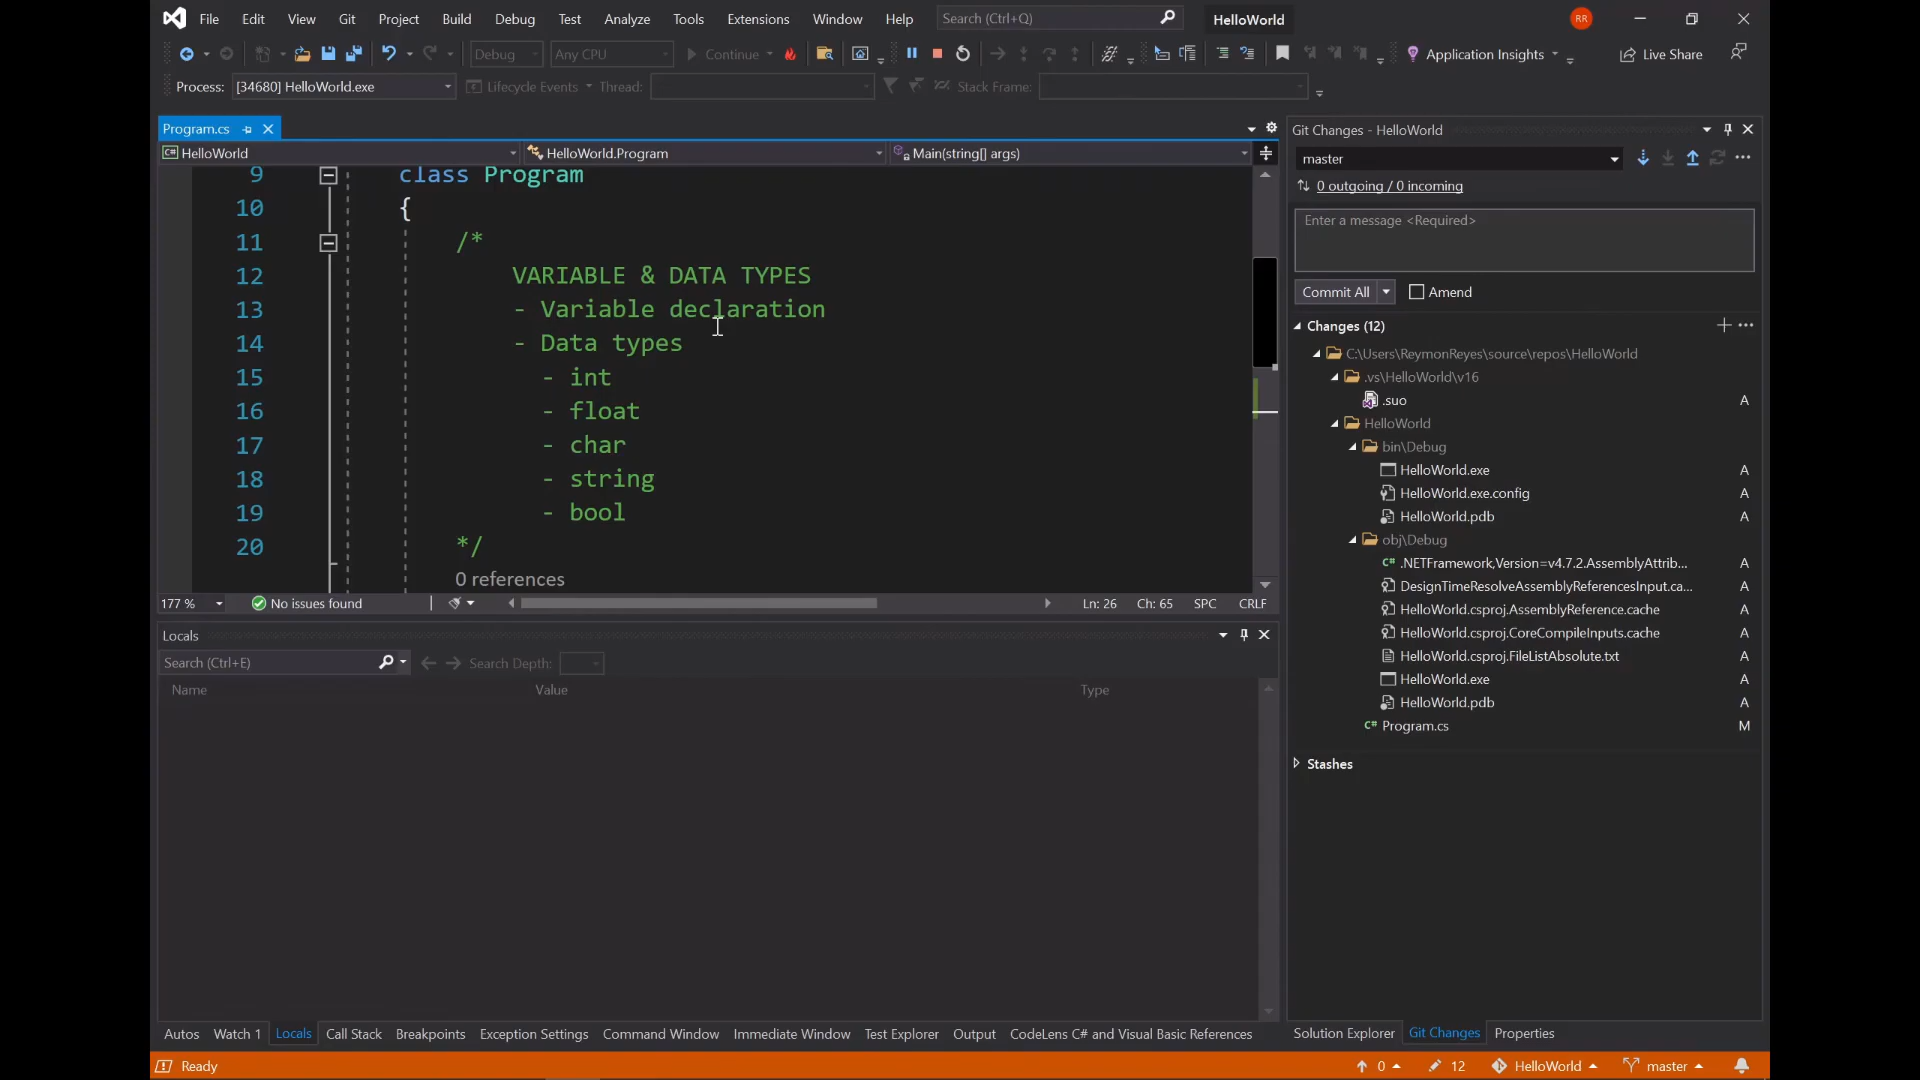 File Edit View Git Project Build Debug Test Analyze Tools Extensions Window Help Search (Ctrl+Q) HelloWorld RR
Debug Any CPU Continue Application Insights Live Share
Process: [34680] HelloWorld.exe Lifecycle Events Thread: Stack Frame:
Program.cs
HelloWorld HelloWorld.Program Main(string[] args)
9 class Program
10 {
11 /*
12 VARIABLE & DATA TYPES
13 - Variable declaration
14 - Data types
15 - int
16 - float
17 - char
18 - string
19 - bool
20 */
0 references
177 % No issues found Ln: 26 Ch: 65 SPC CRLF
Locals
Search (Ctrl+E) Search Depth:
Name Value Type
Autos Watch 1 Locals Call Stack Breakpoints Exception Settings Command Window Immediate Window Test Explorer Output CodeLens C# and Visual Basic References
Git Changes - HelloWorld
master
0 outgoing / 0 incoming
Enter a message <Required>
Commit All Amend
Changes (12)
C:\Users\ReymonReyes\source\repos\HelloWorld
.vs\HelloWorld\v16
.suo A
HelloWorld
bin\Debug
HelloWorld.exe A
HelloWorld.exe.config A
HelloWorld.pdb A
obj\Debug
C# .NETFramework,Version=v4.7.2.AssemblyAttrib... A
DesignTimeResolveAssemblyReferencesInput.ca... A
HelloWorld.csproj.AssemblyReference.cache A
HelloWorld.csproj.CoreCompileInputs.cache A
HelloWorld.csproj.FileListAbsolute.txt A
HelloWorld.exe A
HelloWorld.pdb A
C# Program.cs M
Stashes
Solution Explorer Git Changes Properties
Ready 0 12 HelloWorld master